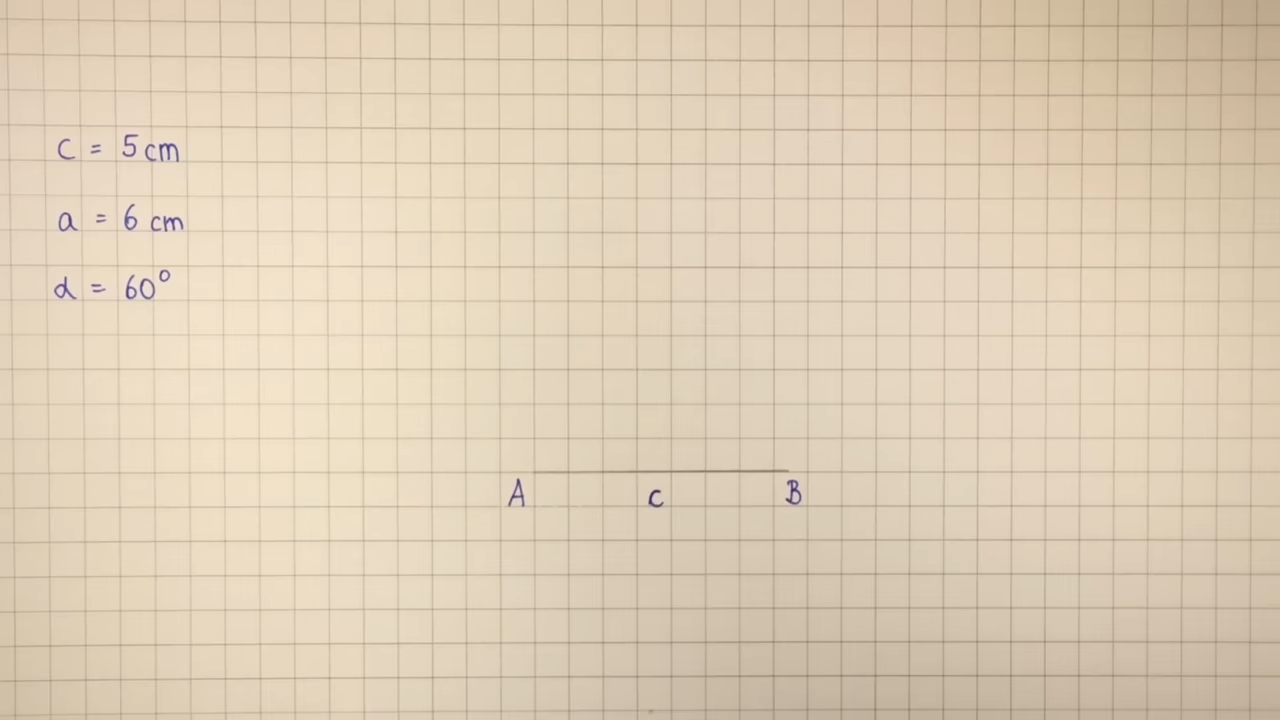 c = 5 cm
a = 6 cm
α = 60°
A c B